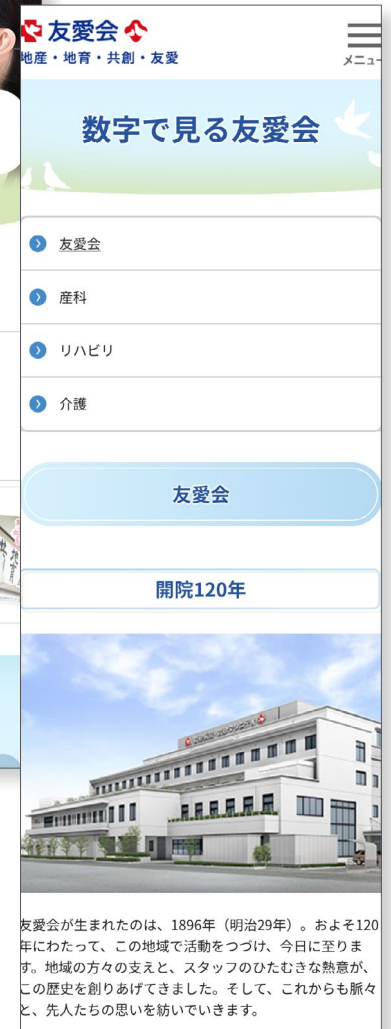 友愛会
地産・地育・共創・友愛
メニュー
数字で見る友愛会
友愛会
産科
リハビリ
介護
友愛会
開院120年
友愛会が生まれたのは、1896年（明治29年）。およそ120
年にわたって、この地域で活動をつづけ、今日に至りま
す。地域の方々の支えと、スタッフのひたむきな熱意が、
この歴史を創りあげてきました。そして、これからも脈々
と、先人たちの思いを紡いでいきます。